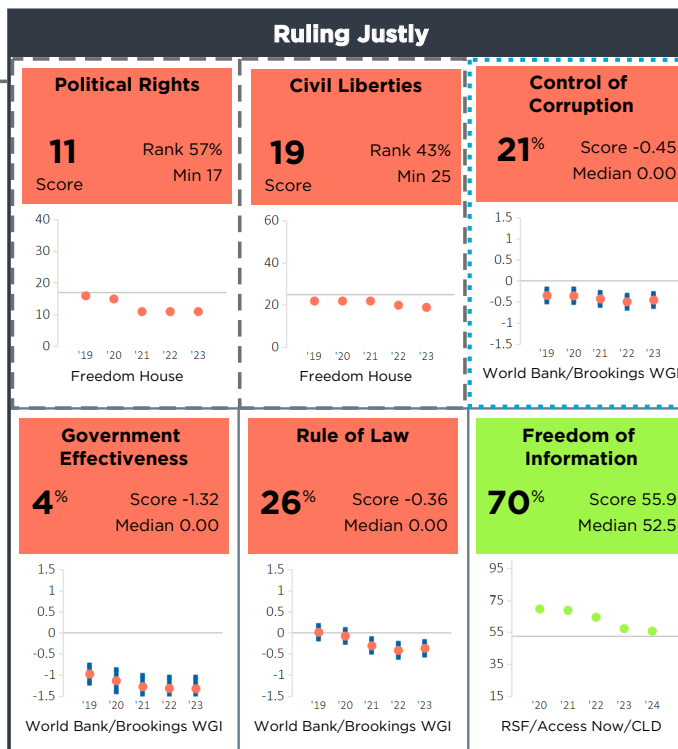 Ruling Justly
Political Rights
11
Score
Rank 57%
Min 17
40
30
20
10
0
'19 '20 '21 '22 '23
Freedom House
Civil Liberties
19
Score
Rank 43%
Min 25
60
40
20
0
'19 '20 '21 '22 '23
Freedom House
Control of
Corruption
21%
Score -0.45
Median 0.00
1.5
1
0.5
0
-0.5
-1
-1.5
'19 '20 '21 '22 '23
World Bank/Brookings WGI
Government
Effectiveness
4%
Score -1.32
Median 0.00
1.5
1
0.5
0
-0.5
-1
-1.5
'19 '20 '21 '22 '23
World Bank/Brookings WGI
Rule of Law
26%
Score -0.36
Median 0.00
1.5
1
0.5
0
-0.5
-1
-1.5
'19 '20 '21 '22 '23
World Bank/Brookings WGI
Freedom of
Information
70%
Score 55.9
Median 52.5
95
75
55
35
15
'20 '21 '22 '23 '24
RSF/Access Now/CLD